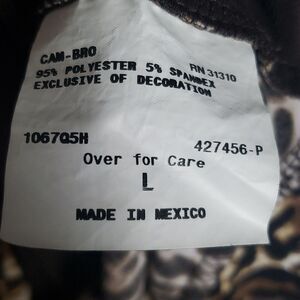 CAM-BRO RN 31310
95% POLYESTER 5% SPANDEX
EXCLUSIVE OF DECORATION
1067Q5H 427456-P
Over for Care
L
MADE IN MEXICO